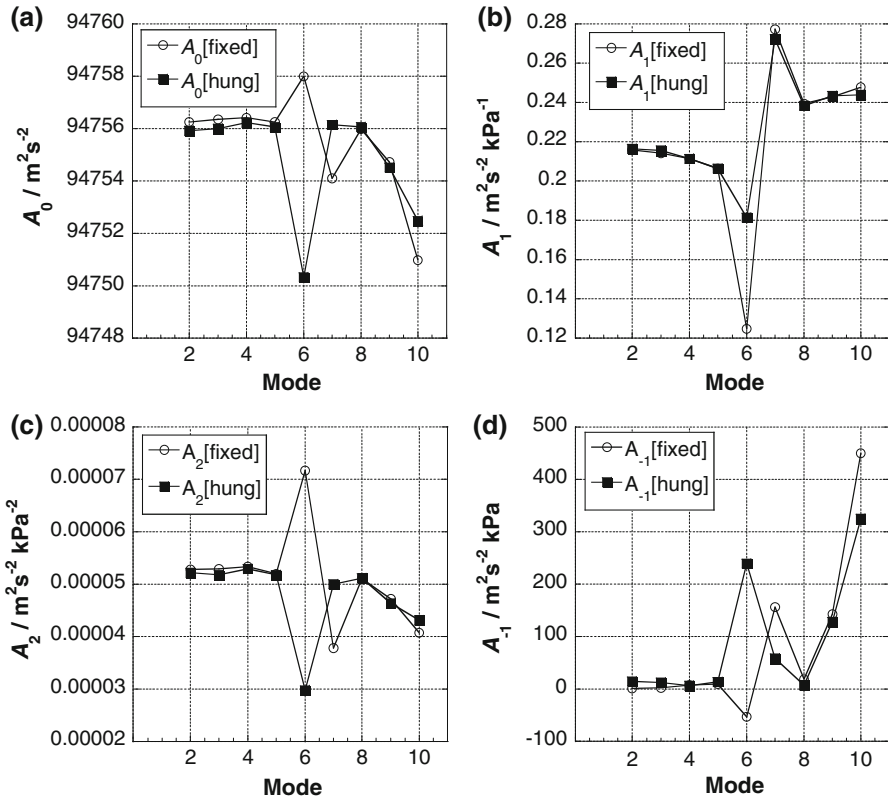 (a)
94760
94758
94756
94754
94752
94750
94748
A₀ / m²s⁻²
A₀[fixed]
A₀[hung]
2 4 6 8 10
Mode
(b)
0.28
0.26
0.24
0.22
0.2
0.18
0.16
0.14
0.12
A₁ / m²s⁻² kPa⁻¹
A₁[fixed]
A₁[hung]
2 4 6 8 10
Mode
(c)
0.00008
0.00007
0.00006
0.00005
0.00004
0.00003
0.00002
A₂ / m²s⁻² kPa⁻²
A₂[fixed]
A₂[hung]
2 4 6 8 10
Mode
(d)
500
400
300
200
100
0
-100
A₋₁ / m²s⁻² kPa
A₋₁[fixed]
A₋₁[hung]
2 4 6 8 10
Mode